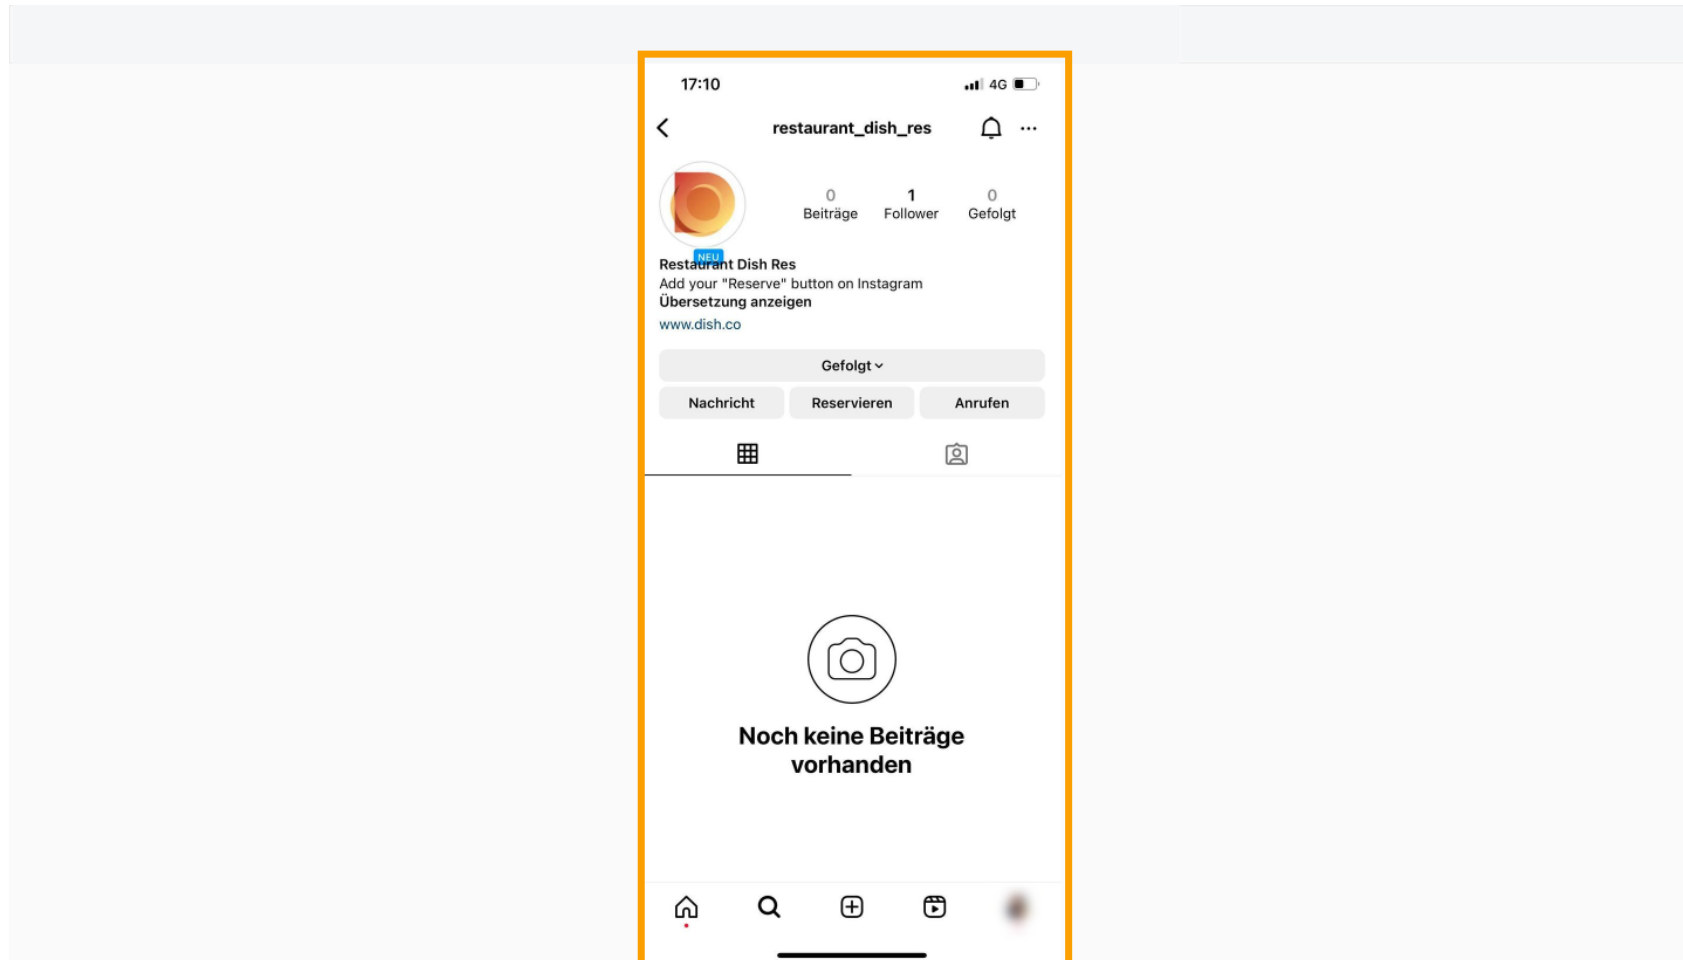 17:10 4G
restaurant_dish_res
0 1 0
Beiträge Follower Gefolgt
NEU
Restaurant Dish Res
Add your "Reserve" button on Instagram
Übersetzung anzeigen
www.dish.co
Gefolgt
Nachricht Reservieren Anrufen
Noch keine Beiträge
vorhanden